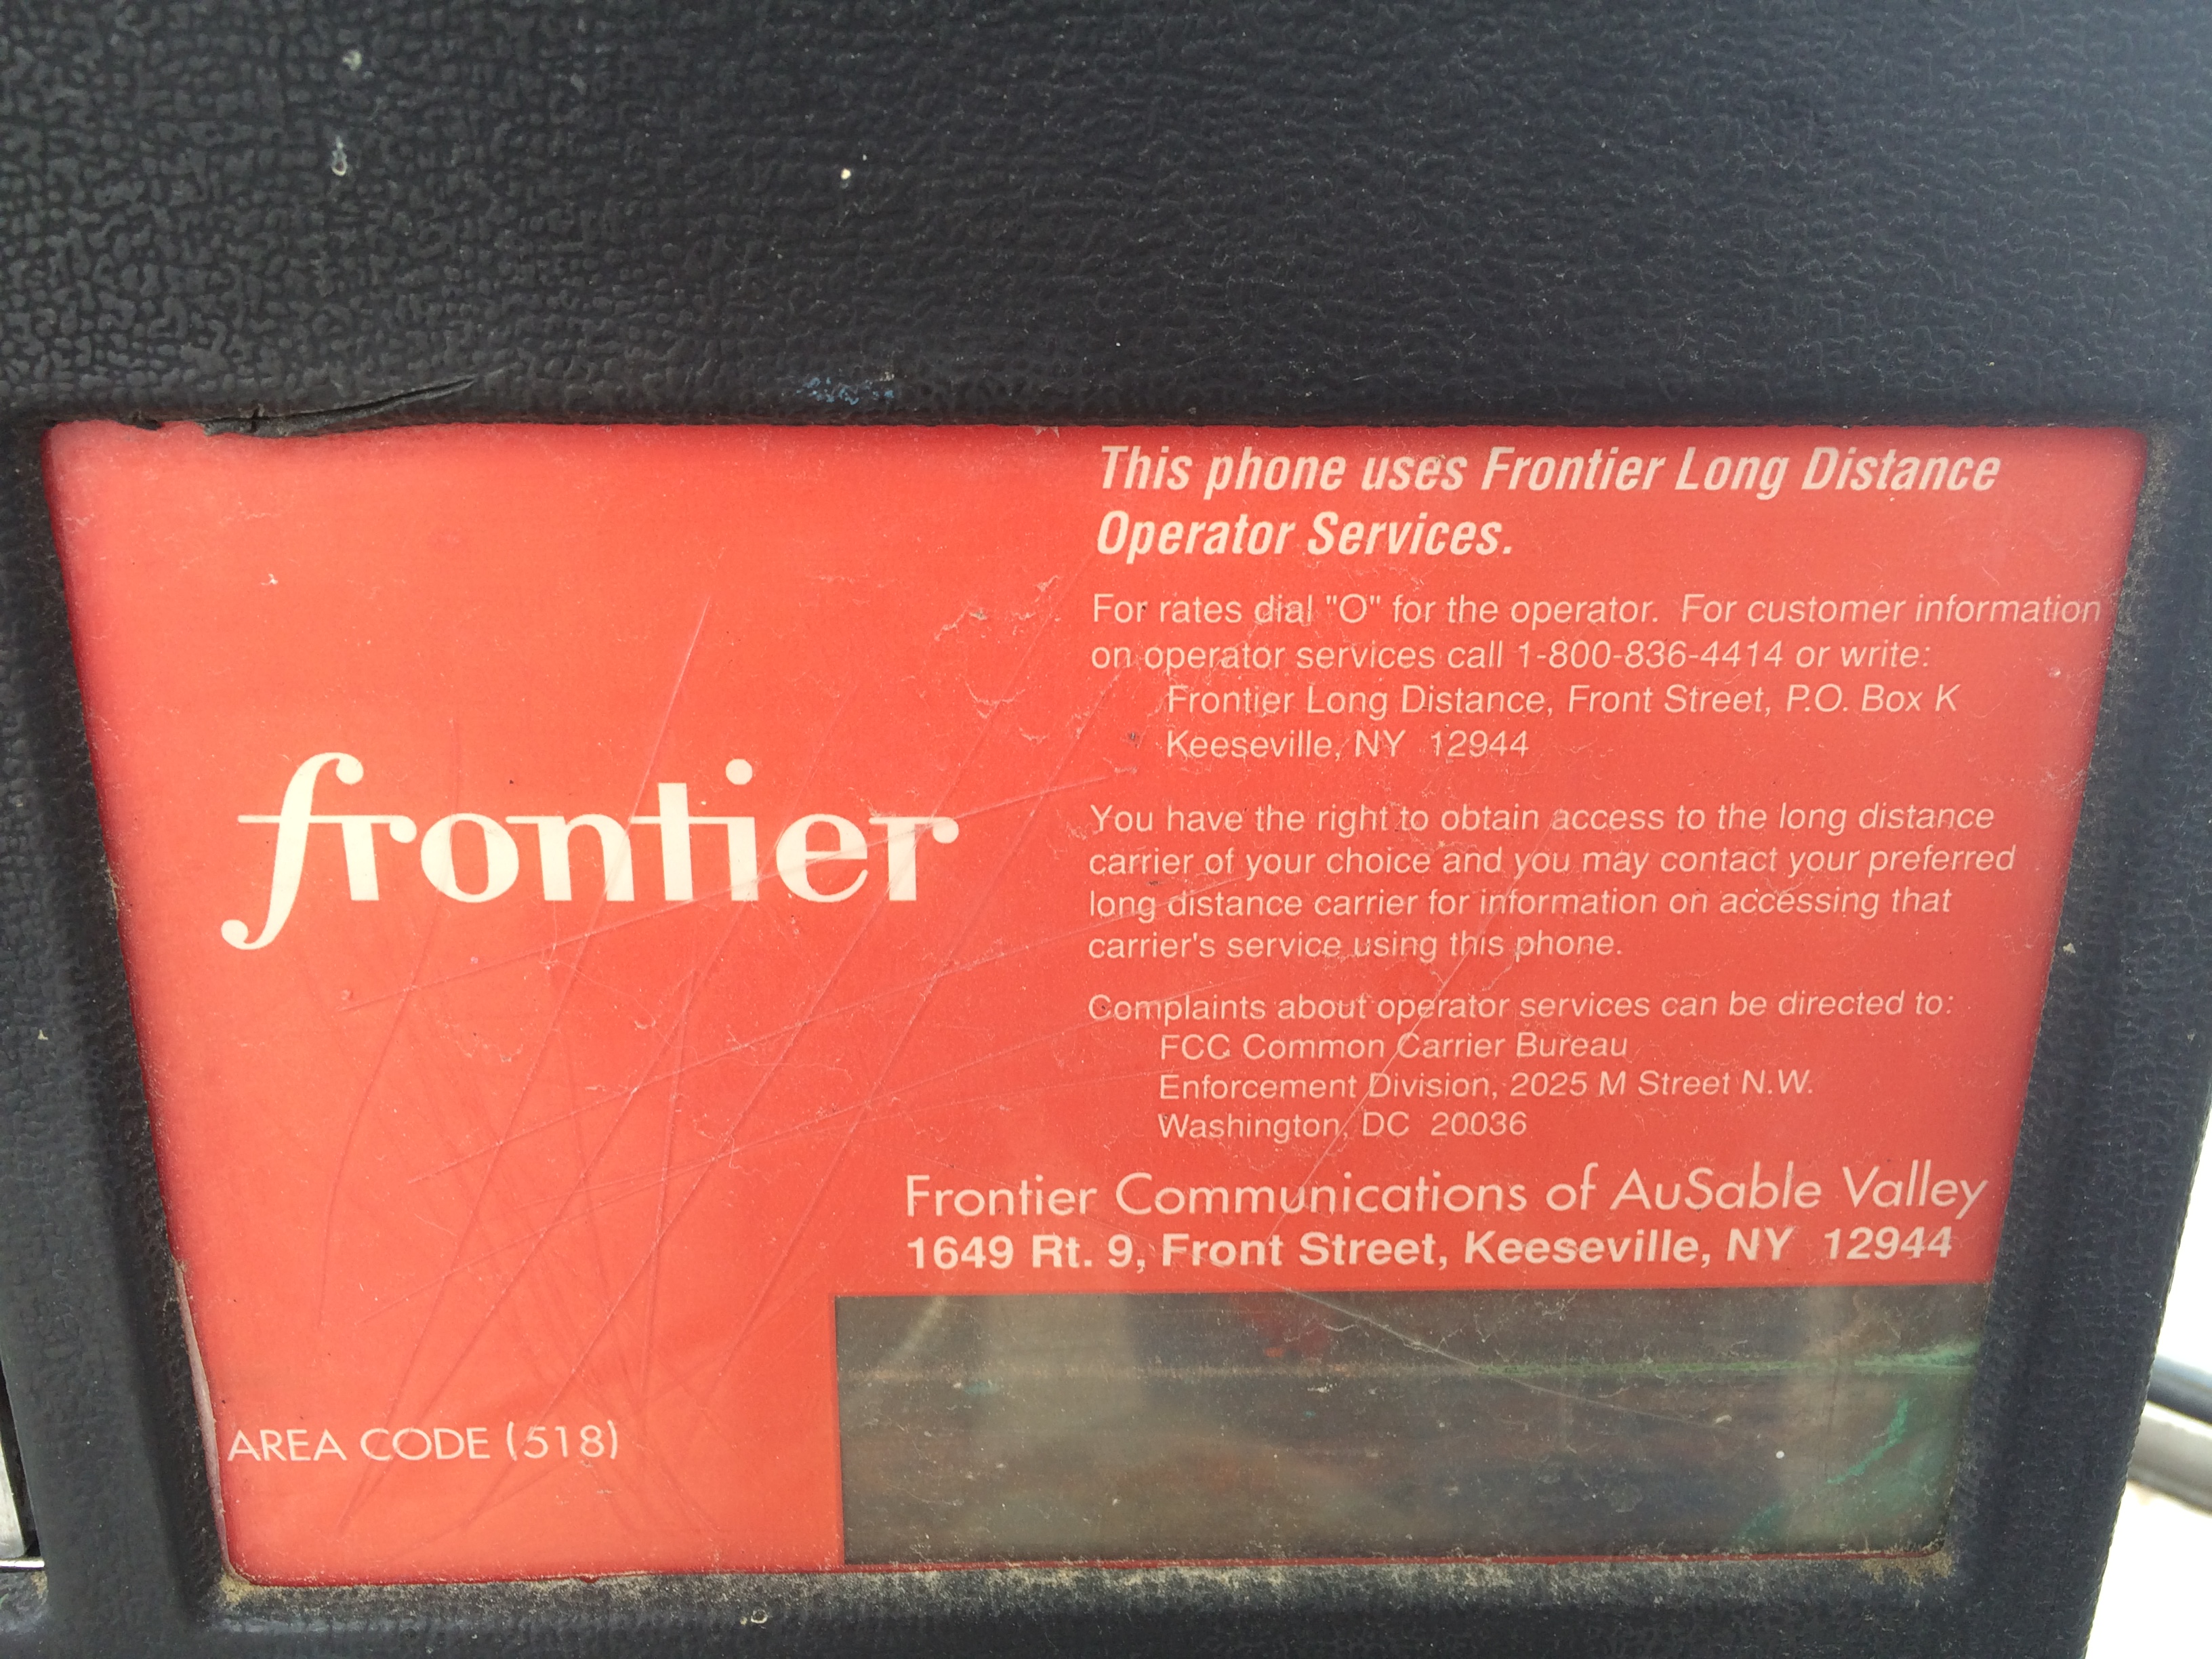 frontier
AREA CODE (518)
This phone uses Frontier Long Distance
Operator Services.
For rates dial "O" for the operator. For customer information
on operator services call 1-800-836-4414 or write:
Frontier Long Distance, Front Street, P.O. Box K
Keeseville, NY 12944
You have the right to obtain access to the long distance
carrier of your choice and you may contact your preferred
long distance carrier for information on accessing that
carrier's service using this phone.
Complaints about operator services can be directed to:
FCC Common Carrier Bureau
Enforcement Division, 2025 M Street N.W.
Washington, DC 20036
Frontier Communications of AuSable Valley
1649 Rt. 9, Front Street, Keeseville, NY 12944